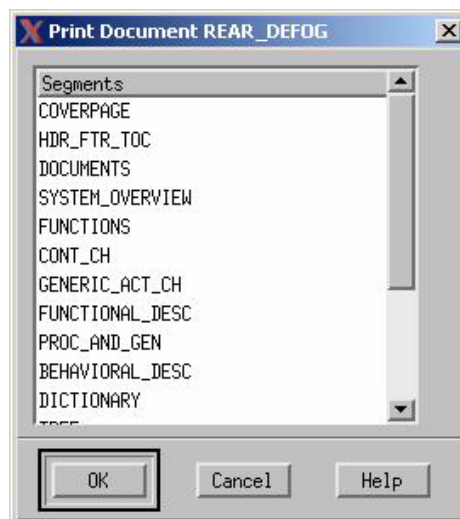 Print Document REAR_DEFOG
Segments
COVERPAGE
HDR_FTR_TOC
DOCUMENTS
SYSTEM_OVERVIEW
FUNCTIONS
CONT_CH
GENERIC_ACT_CH
FUNCTIONAL_DESC
PROC_AND_GEN
BEHAVIORAL_DESC
DICTIONARY
OK Cancel Help